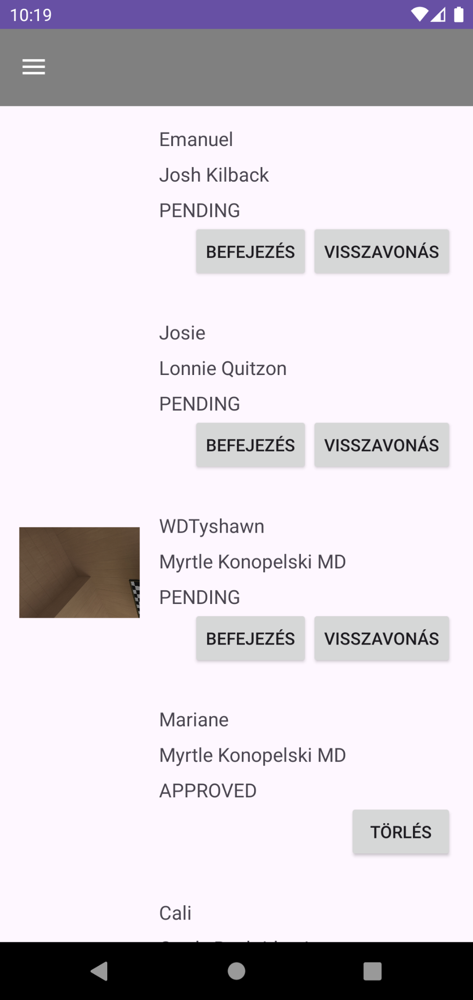 10:19
Emanuel
Josh Kilback
PENDING
BEFEJEZÉS VISSZAVONÁS
Josie
Lonnie Quitzon
PENDING
BEFEJEZÉS VISSZAVONÁS
WDTyshawn
Myrtle Konopelski MD
PENDING
BEFEJEZÉS VISSZAVONÁS
Mariane
Myrtle Konopelski MD
APPROVED
TÖRLÉS
Cali